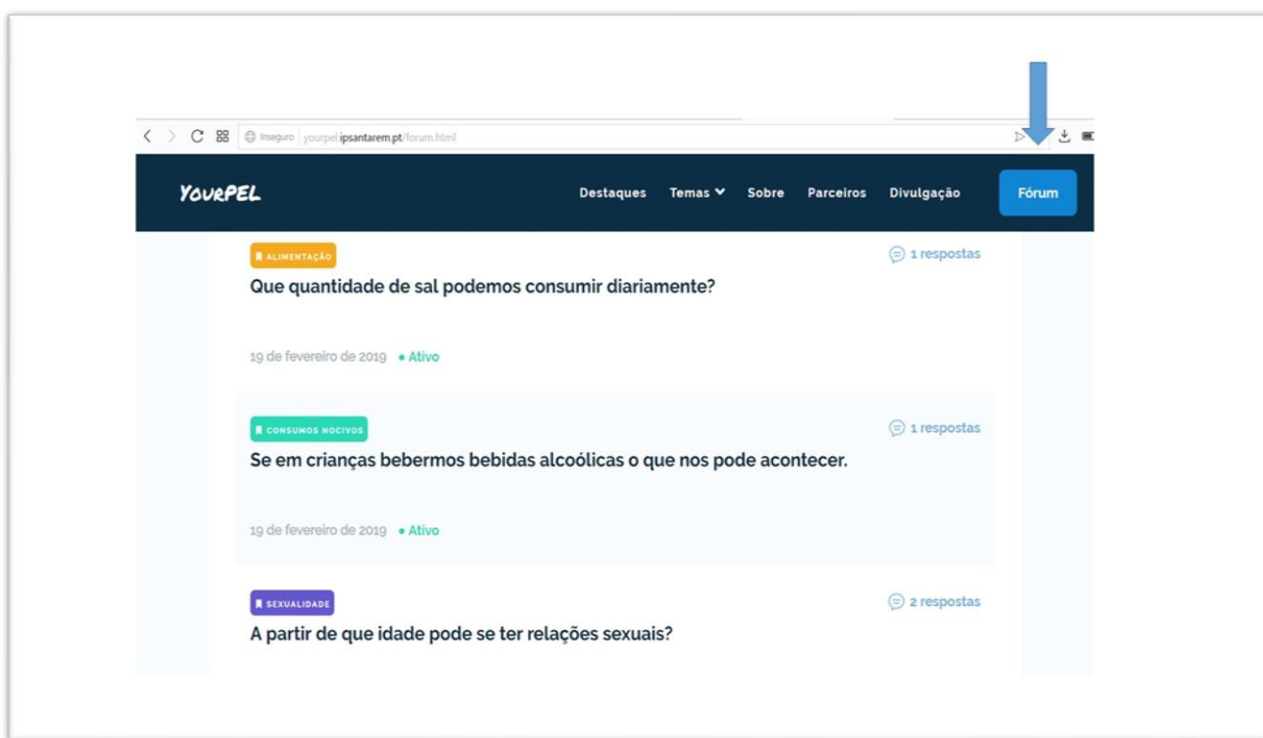 Inseguro yourpel.ipsantarem.pt/forum.html
YourPEL Destaques Temas Sobre Parceiros Divulgação Fórum
ALIMENTAÇÃO 1 respostas
Que quantidade de sal podemos consumir diariamente?
19 de fevereiro de 2019 • Ativo
CONSUMOS NOCIVOS 1 respostas
Se em crianças bebermos bebidas alcoólicas o que nos pode acontecer.
19 de fevereiro de 2019 • Ativo
SEXUALIDADE 2 respostas
A partir de que idade pode se ter relações sexuais?